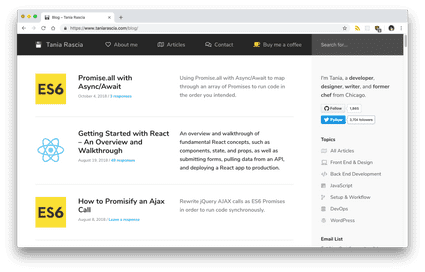 Blog – Tania Rascia
https://www.taniarascia.com/blog/
Tania Rascia
About me
Articles
Contact
Buy me a coffee
Search for...
ES6
Promise.all with
Async/Await
October 4, 2018 / 5 responses
Using Promise.all with Async/Await to map
through an array of Promises to run code in
the order you intended.
Getting Started with React
– An Overview and
Walkthrough
August 19, 2018 / 48 responses
An overview and walkthrough of
fundamental React concepts, such as
components, state, and props, as well as
submitting forms, pulling data from an API,
and deploying a React app to production.
ES6
How to Promisify an Ajax
Call
Leave a response
Rewrite jQuery AJAX calls as ES6 Promises
in order to run code synchronously.
I'm Tania, a developer,
designer, writer, and former
chef from Chicago.
Follow
Follow
followers
Topics
All Articles
Front End & Design
Back End Development
JavaScript
Setup & Workflow
DevOps
WordPress
Email List